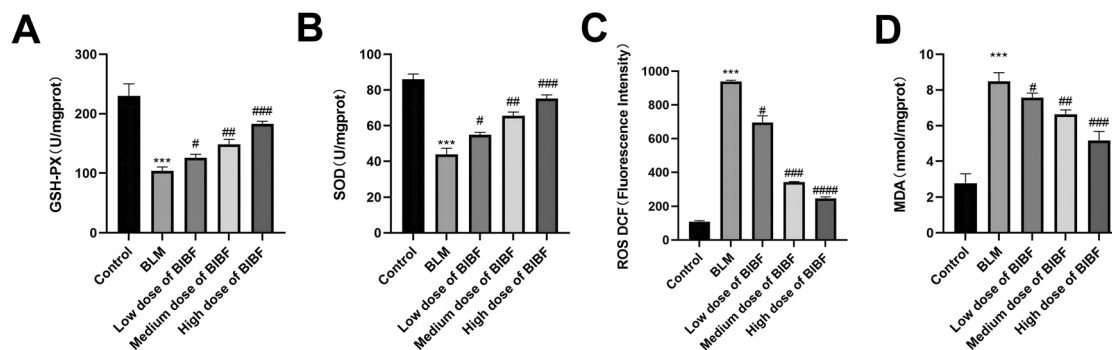 A
GSH-PX（U/mgprot）
300
200
100
0
***
#
##
###
Control
BLM
Low dose of BIBF
Medium dose of BIBF
High dose of BIBF
B
SOD（U/mgprot）
100
80
60
40
20
0
***
#
##
###
Control
BLM
Low dose of BIBF
Medium dose of BIBF
High dose of BIBF
C
ROS DCF（Fluorescence Intensity）
1000
800
600
400
200
0
***
#
###
####
Control
BLM
Low dose of BIBF
Medium dose of BIBF
High dose of BIBF
D
MDA（nmol/mgprot）
10
8
6
4
2
0
***
#
##
###
Control
BLM
Low dose of BIBF
Medium dose of BIBF
High dose of BIBF